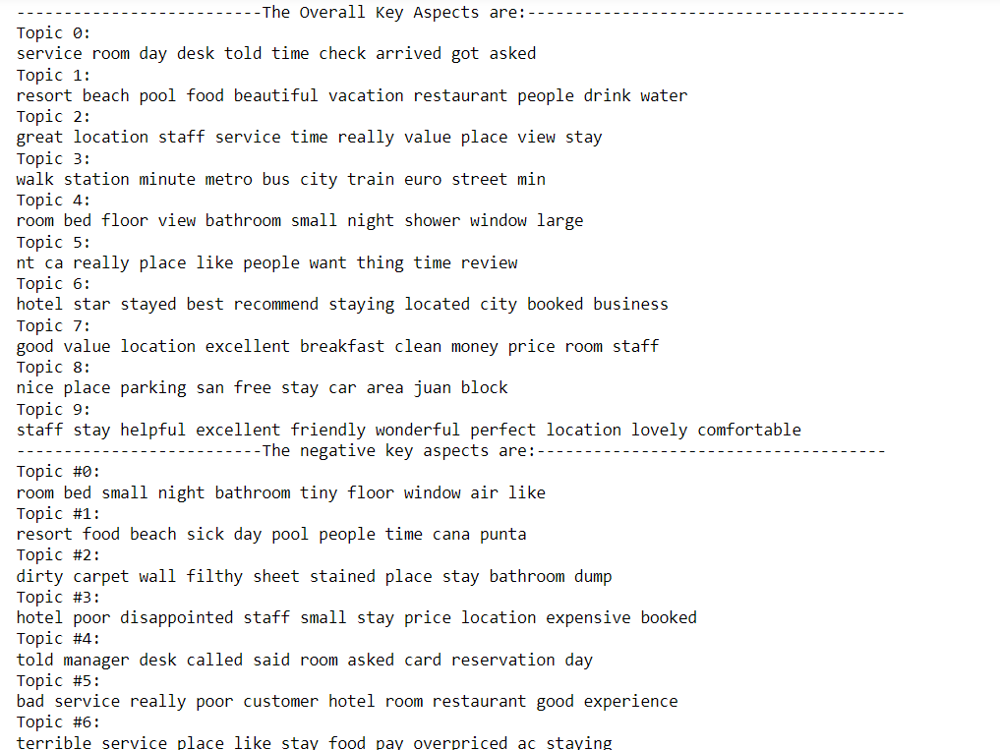 --------------------------The Overall Key Aspects are:----------------------------------------
Topic 0:
service room day desk told time check arrived got asked
Topic 1:
resort beach pool food beautiful vacation restaurant people drink water
Topic 2:
great location staff service time really value place view stay
Topic 3:
walk station minute metro bus city train euro street min
Topic 4:
room bed floor view bathroom small night shower window large
Topic 5:
nt ca really place like people want thing time review
Topic 6:
hotel star stayed best recommend staying located city booked business
Topic 7:
good value location excellent breakfast clean money price room staff
Topic 8:
nice place parking san free stay car area juan block
Topic 9:
staff stay helpful excellent friendly wonderful perfect location lovely comfortable
--------------------------The negative key aspects are:-------------------------------------
Topic #0:
room bed small night bathroom tiny floor window air like
Topic #1:
resort food beach sick day pool people time cana punta
Topic #2:
dirty carpet wall filthy sheet stained place stay bathroom dump
Topic #3:
hotel poor disappointed staff small stay price location expensive booked
Topic #4:
told manager desk called said room asked card reservation day
Topic #5:
bad service really poor customer hotel room restaurant good experience
Topic #6:
terrible service place like stay food pay overpriced ac staying